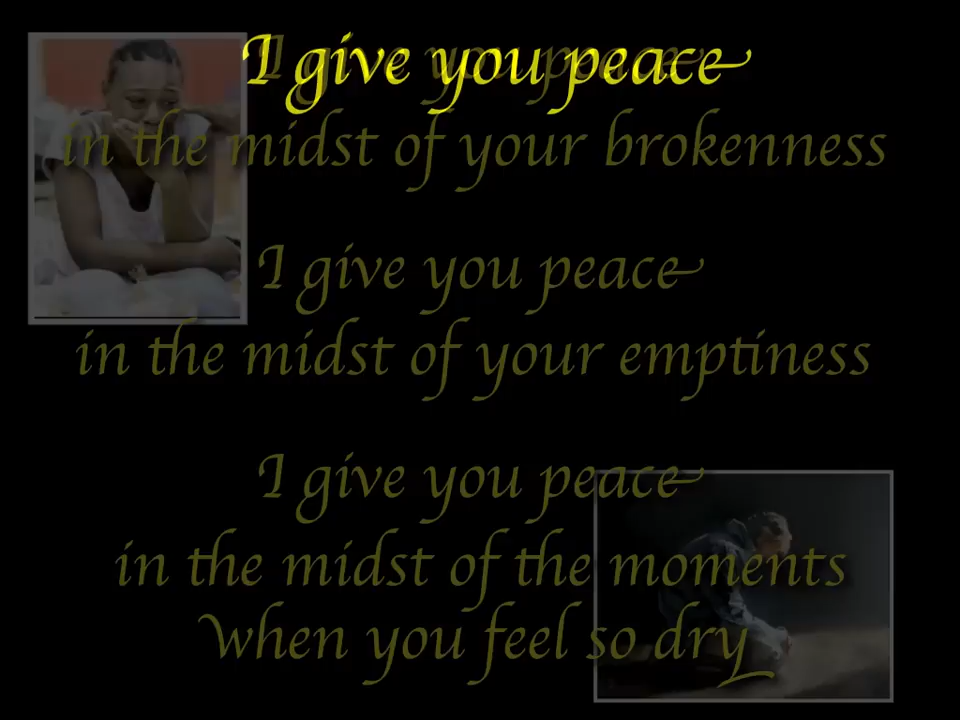 I give you peace
in the midst of your brokenness
I give you peace
in the midst of your emptiness
I give you peace
in the midst of the moments
When you feel so dry